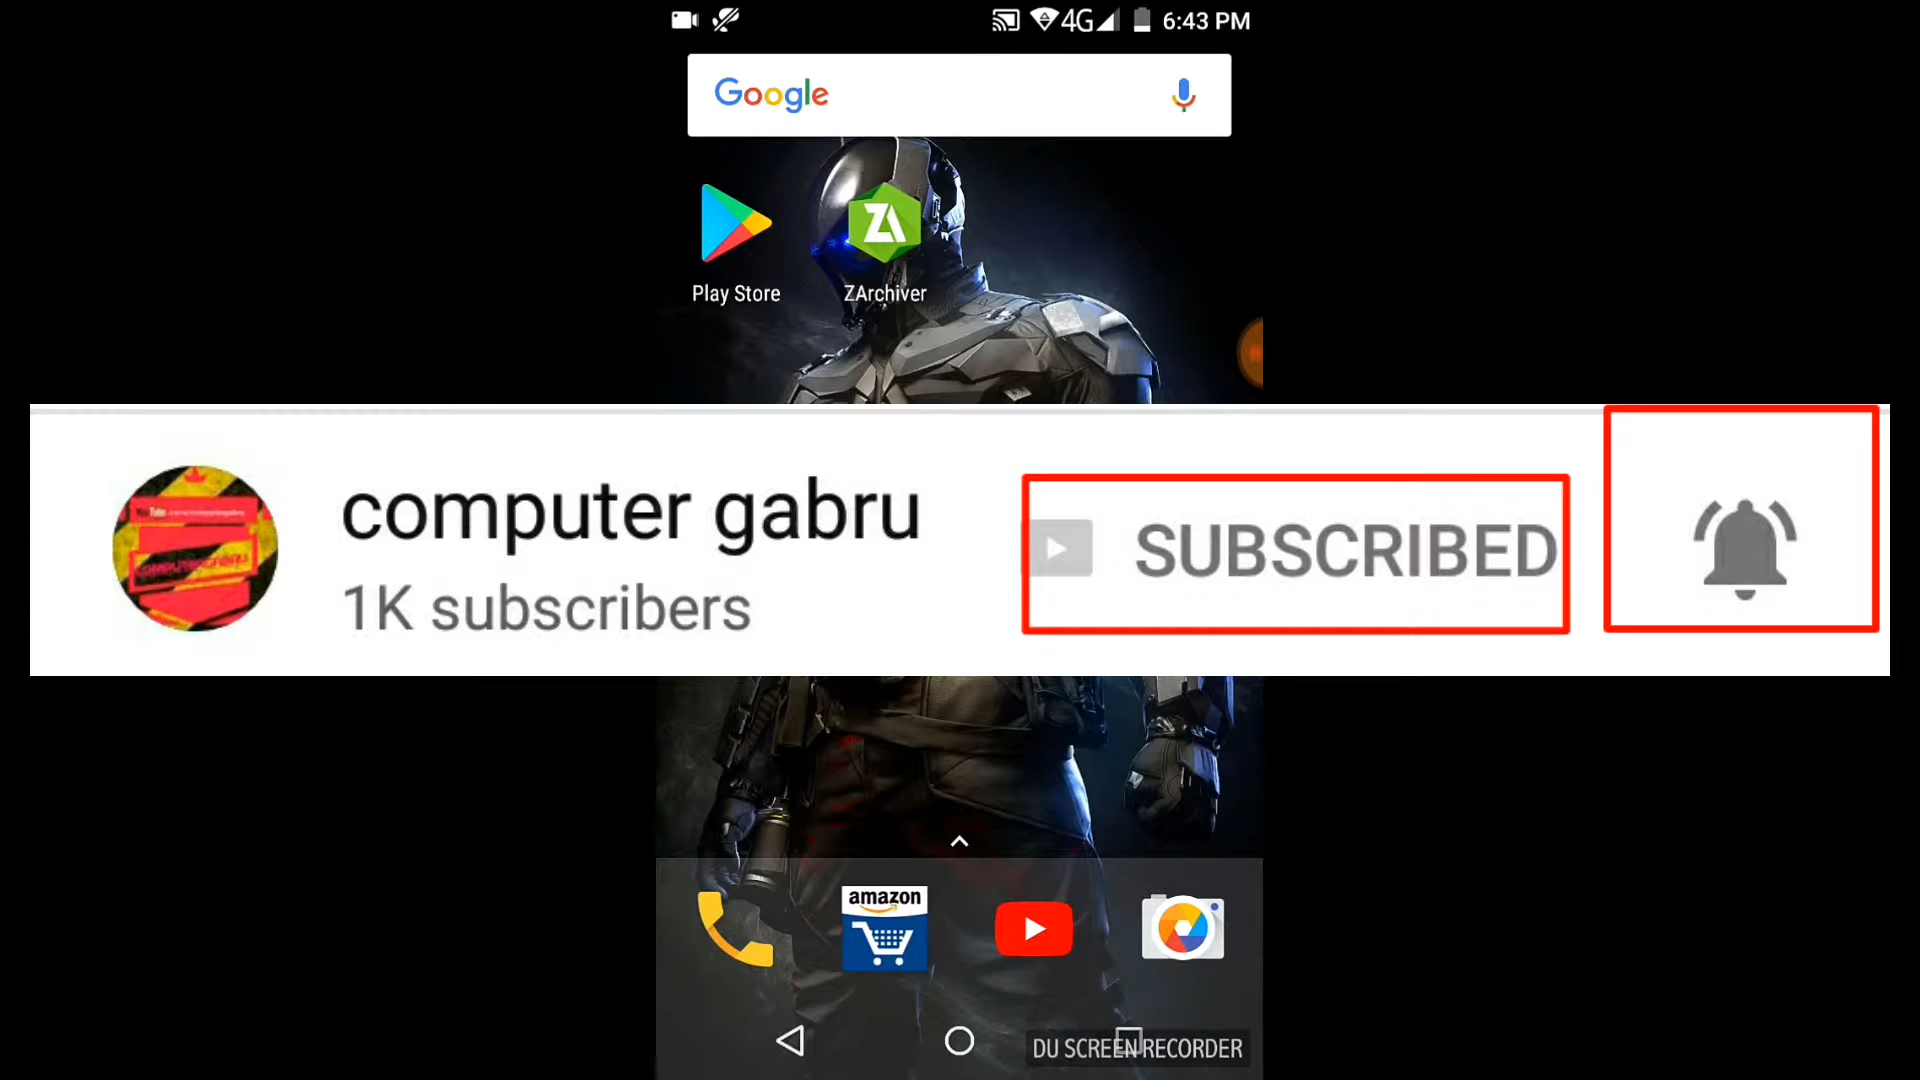 4G 6:43 PM
Google
Play Store
ZArchiver
computer gabru
SUBSCRIBED
1K subscribers
amazon
DU SCREEN RECORDER